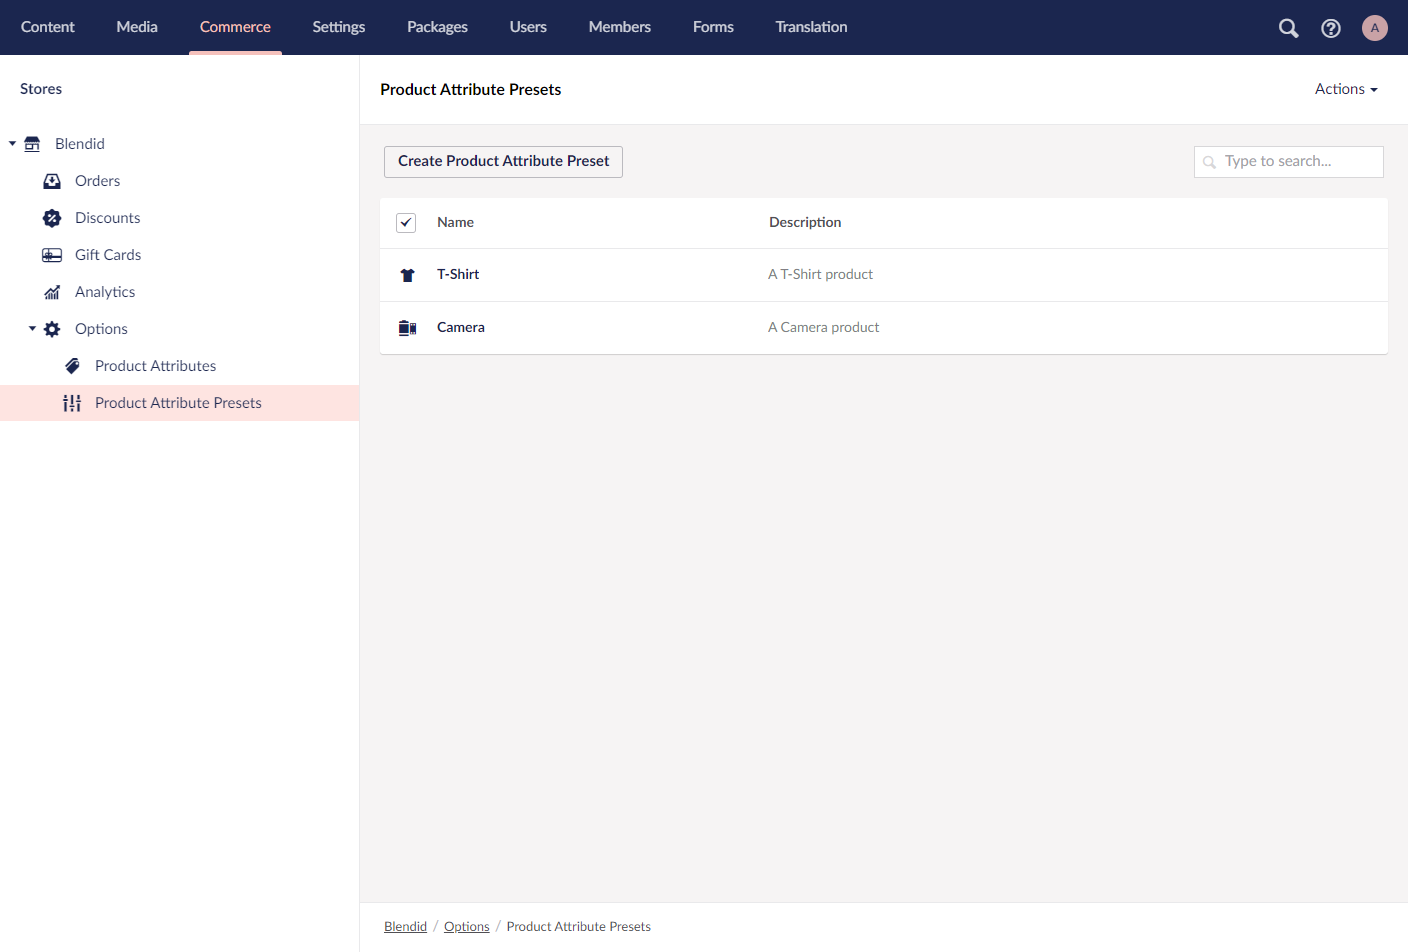 Content Media Commerce Settings Packages Users Members Forms Translation A
Stores
Blendid
Orders
Discounts
Gift Cards
Analytics
Options
Product Attributes
Product Attribute Presets
Product Attribute Presets
Actions
Create Product Attribute Preset
Type to search...
Name Description
T-Shirt A T-Shirt product
Camera A Camera product
Blendid / Options / Product Attribute Presets